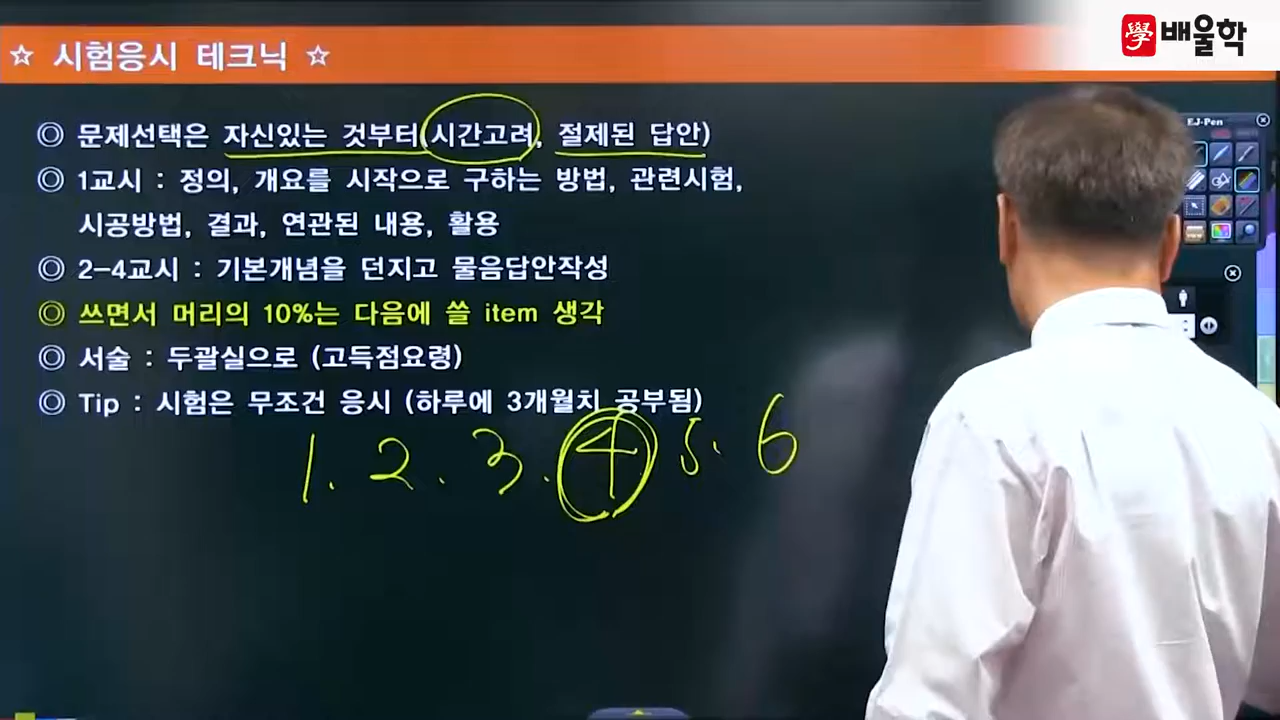 學 배울학
☆ 시험응시 테크닉 ☆
◎ 문제선택은 자신있는 것부터(시간고려, 절제된 답안)
◎ 1교시 : 정의, 개요를 시작으로 구하는 방법, 관련시험,
시공방법, 결과, 연관된 내용, 활용
◎ 2-4교시 : 기본개념을 던지고 물음답안작성
◎ 쓰면서 머리의 10%는 다음에 쓸 item 생각
◎ 서술 : 두괄실으로 (고득점요령)
◎ Tip : 시험은 무조건 응시 (하루에 3개월치 공부됨)
1. 2. 3. 4 5. 6
EJ-Pen